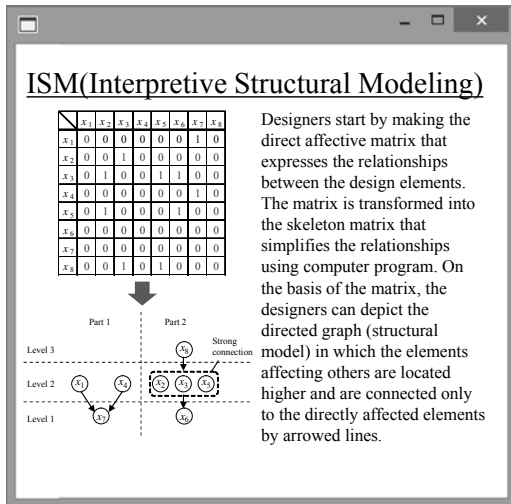 ISM(Interpretive Structural Modeling)
x1 x2 x3 x4 x5 x6 x7 x8
x1 0 0 0 0 0 0 1 0
x2 0 0 1 0 0 0 0 0
x3 0 1 0 0 1 1 0 0
x4 0 0 0 0 0 0 1 0
x5 0 1 0 0 0 1 0 0
x6 0 0 0 0 0 0 0 0
x7 0 0 0 0 0 0 0 0
x8 0 0 1 0 1 0 0 0
Part 1 Part 2
Level 3 x8 Strong
connection
Level 2 x1 x4 x2 x3 x5
Level 1 x7 x6
Designers start by making the
direct affective matrix that
expresses the relationships
between the design elements.
The matrix is transformed into
the skeleton matrix that
simplifies the relationships
using computer program. On
the basis of the matrix, the
designers can depict the
directed graph (structural
model) in which the elements
affecting others are located
higher and are connected only
to the directly affected elements
by arrowed lines.